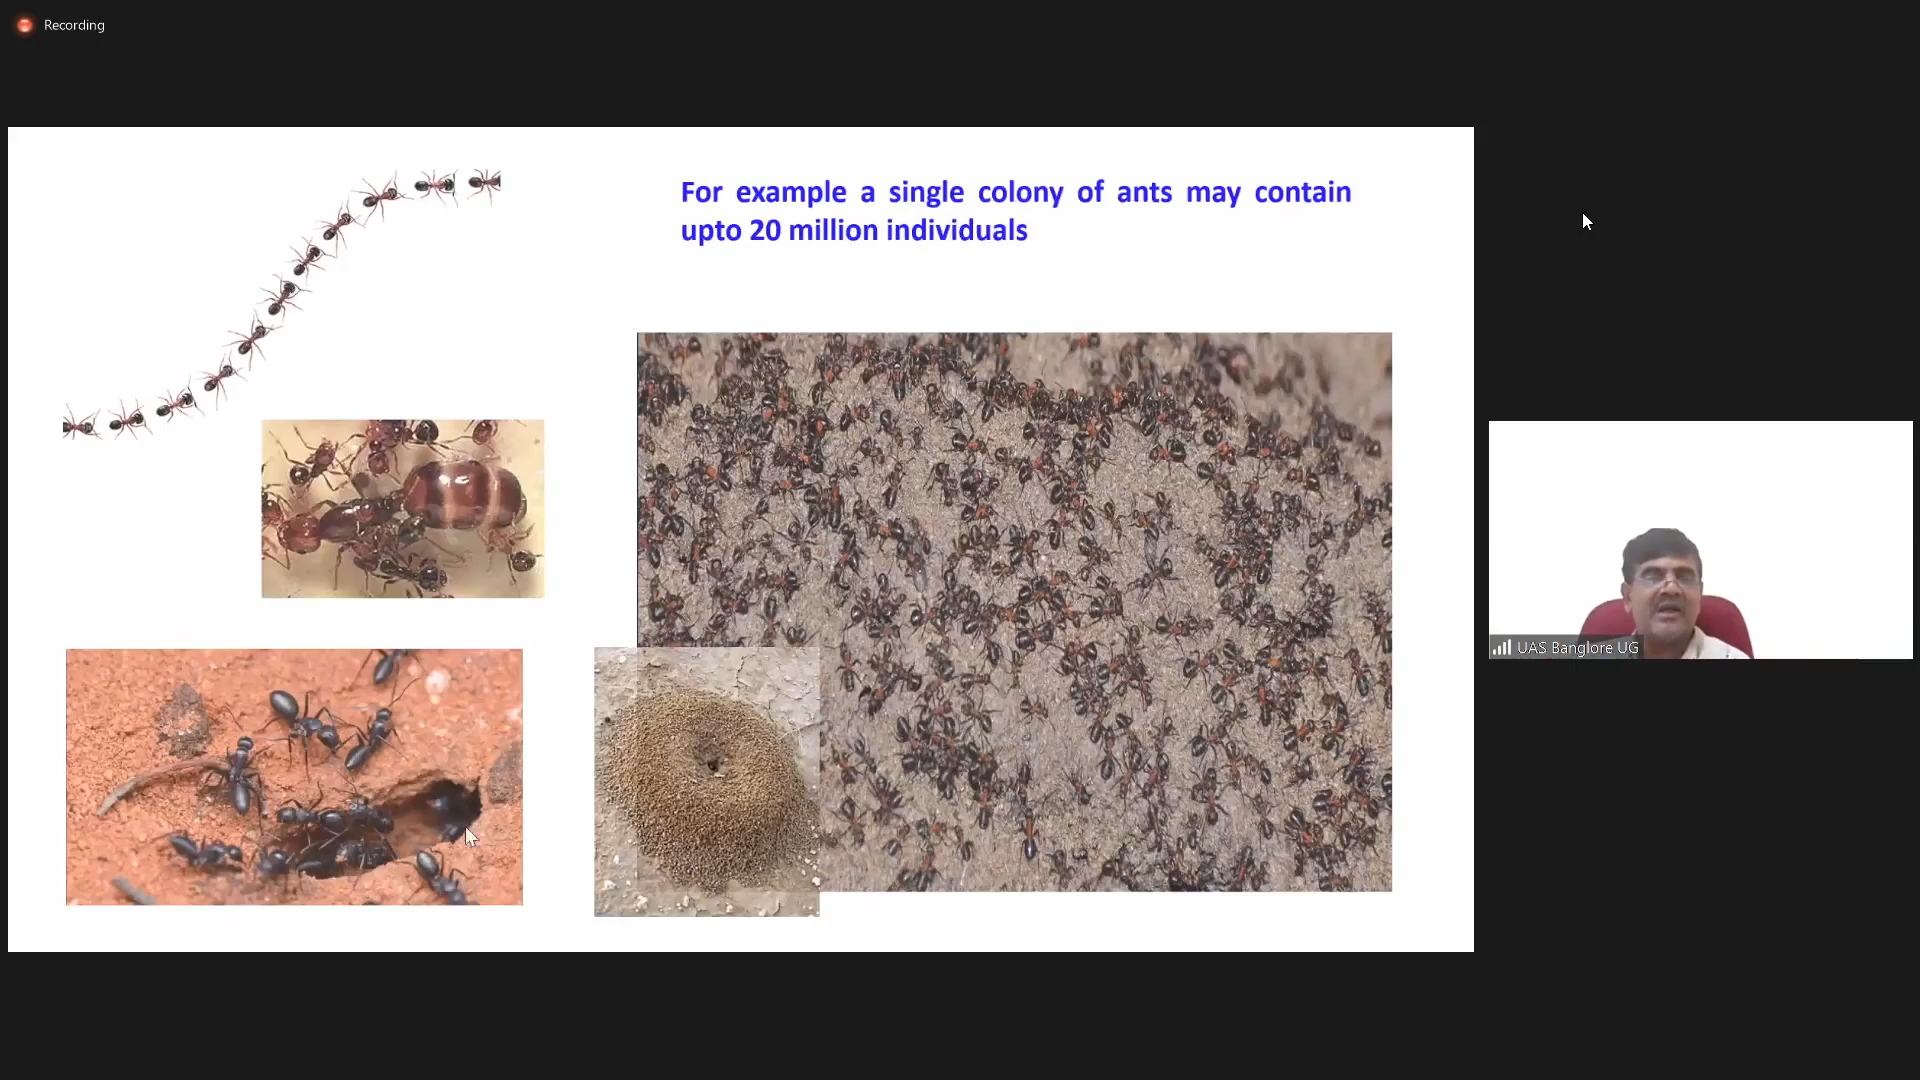 Recording
For example a single colony of ants may contain
upto 20 million individuals
UAS Banglore UG